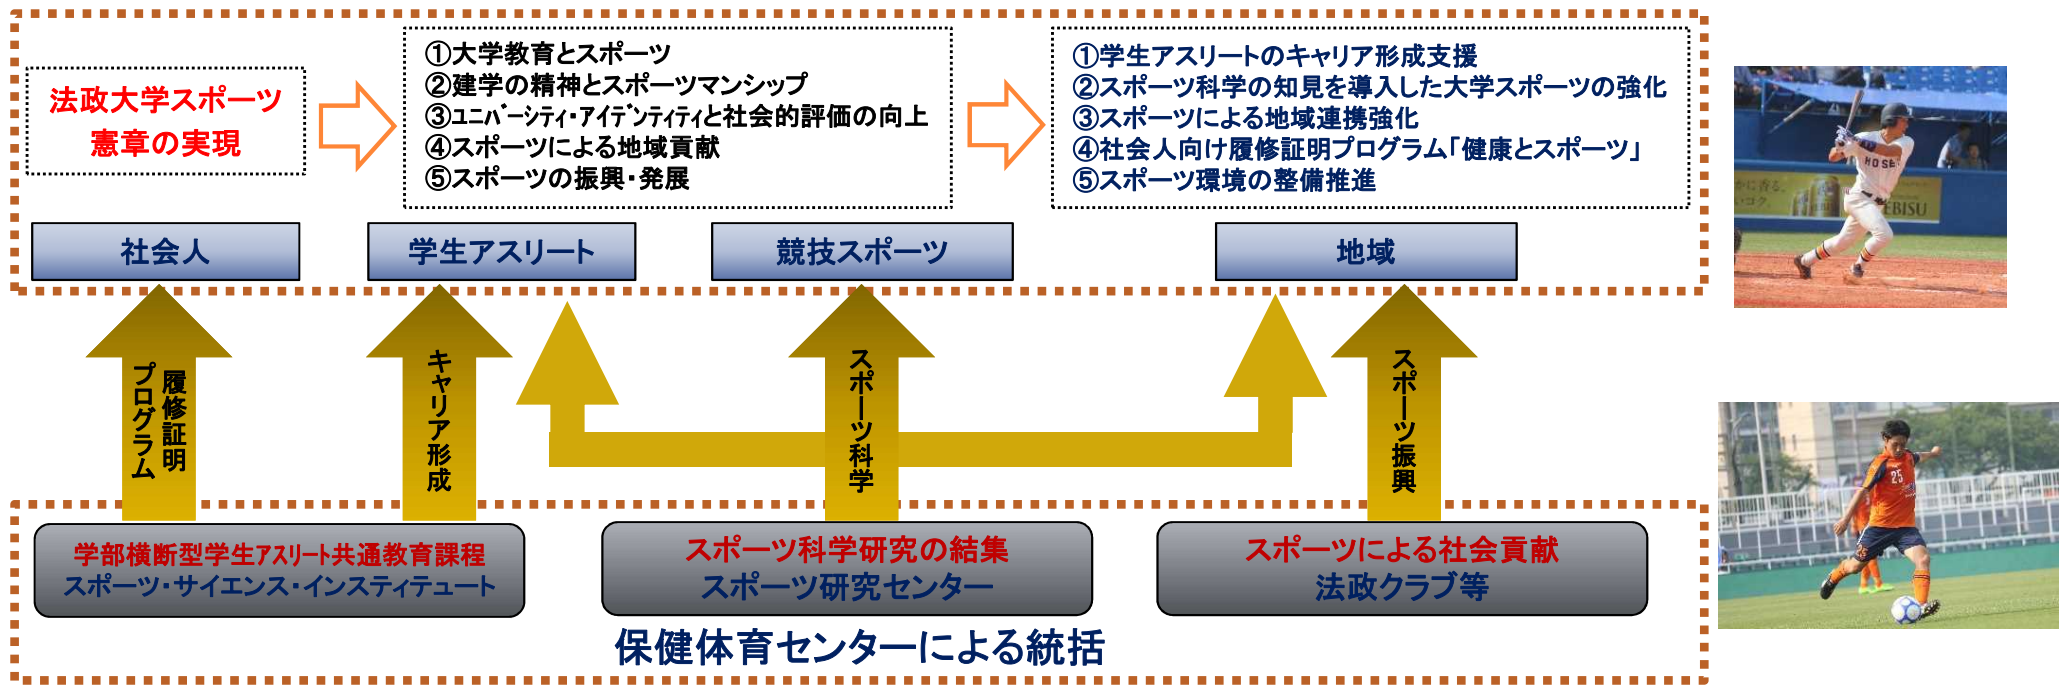 法政大学スポーツ
憲章の実現
①大学教育とスポーツ
②建学の精神とスポーツマンシップ
③ユニバーシティ・アイデンティティと社会的評価の向上
④スポーツによる地域貢献
⑤スポーツの振興・発展
①学生アスリートのキャリア形成支援
②スポーツ科学の知見を導入した大学スポーツの強化
③スポーツによる地域連携強化
④社会人向け履修証明プログラム「健康とスポーツ」
⑤スポーツ環境の整備推進
社会人
学生アスリート
競技スポーツ
地域
履修証明
プログラム
キャリア形成
スポーツ科学
スポーツ振興
学部横断型学生アスリート共通教育課程
スポーツ・サイエンス・インスティテュート
スポーツ科学研究の結集
スポーツ研究センター
スポーツによる社会貢献
法政クラブ等
保健体育センターによる統括
HOSE
EBISU
25